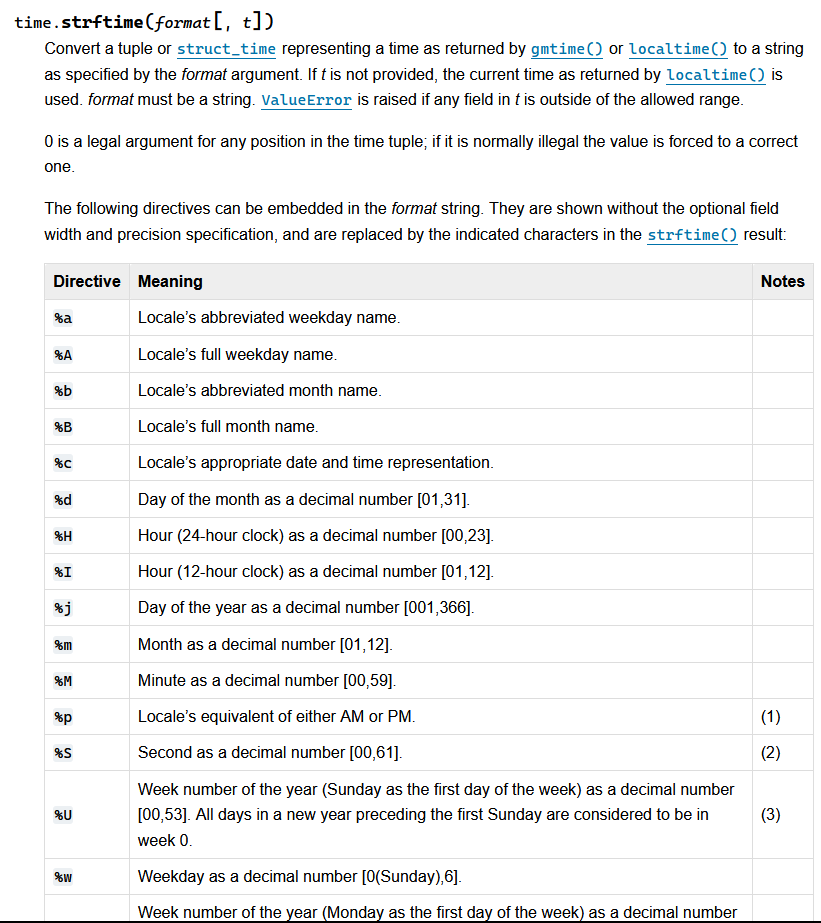 time.strftime(format[, t])
Convert a tuple or struct_time representing a time as returned by gmtime() or localtime() to a string
as specified by the format argument. If t is not provided, the current time as returned by localtime() is
used. format must be a string. ValueError is raised if any field in t is outside of the allowed range.
0 is a legal argument for any position in the time tuple; if it is normally illegal the value is forced to a correct
one.
The following directives can be embedded in the format string. They are shown without the optional field
width and precision specification, and are replaced by the indicated characters in the strftime() result:
Directive Meaning Notes
%a Locale’s abbreviated weekday name.
%A Locale’s full weekday name.
%b Locale’s abbreviated month name.
%B Locale’s full month name.
%c Locale’s appropriate date and time representation.
%d Day of the month as a decimal number [01,31].
%H Hour (24-hour clock) as a decimal number [00,23].
%I Hour (12-hour clock) as a decimal number [01,12].
%j Day of the year as a decimal number [001,366].
%m Month as a decimal number [01,12].
%M Minute as a decimal number [00,59].
%p Locale’s equivalent of either AM or PM. (1)
%S Second as a decimal number [00,61]. (2)
Week number of the year (Sunday as the first day of the week) as a decimal number
%U [00,53]. All days in a new year preceding the first Sunday are considered to be in (3)
week 0.
%w Weekday as a decimal number [0(Sunday),6].
Week number of the year (Monday as the first day of the week) as a decimal number